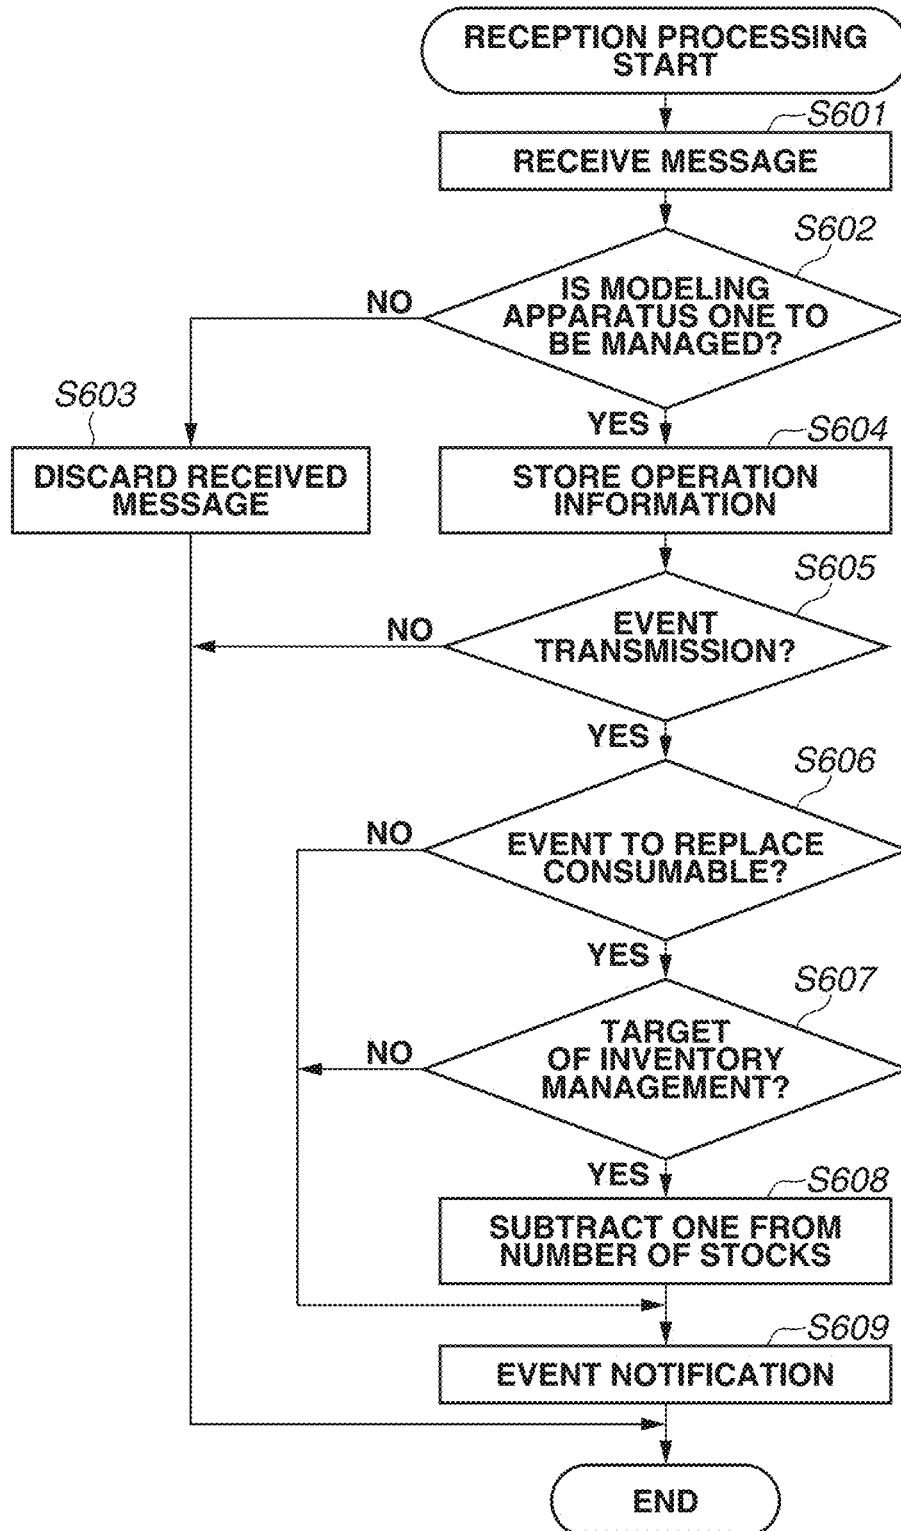 RECEPTION PROCESSING
START
S601
RECEIVE MESSAGE
S602
IS MODELING
APPARATUS ONE TO
BE MANAGED?
NO
YES
S603
DISCARD RECEIVED
MESSAGE
S604
STORE OPERATION
INFORMATION
S605
EVENT
TRANSMISSION?
NO
YES
S606
EVENT TO REPLACE
CONSUMABLE?
NO
YES
S607
TARGET
OF INVENTORY
MANAGEMENT?
NO
YES
S608
SUBTRACT ONE FROM
NUMBER OF STOCKS
S609
EVENT NOTIFICATION
END